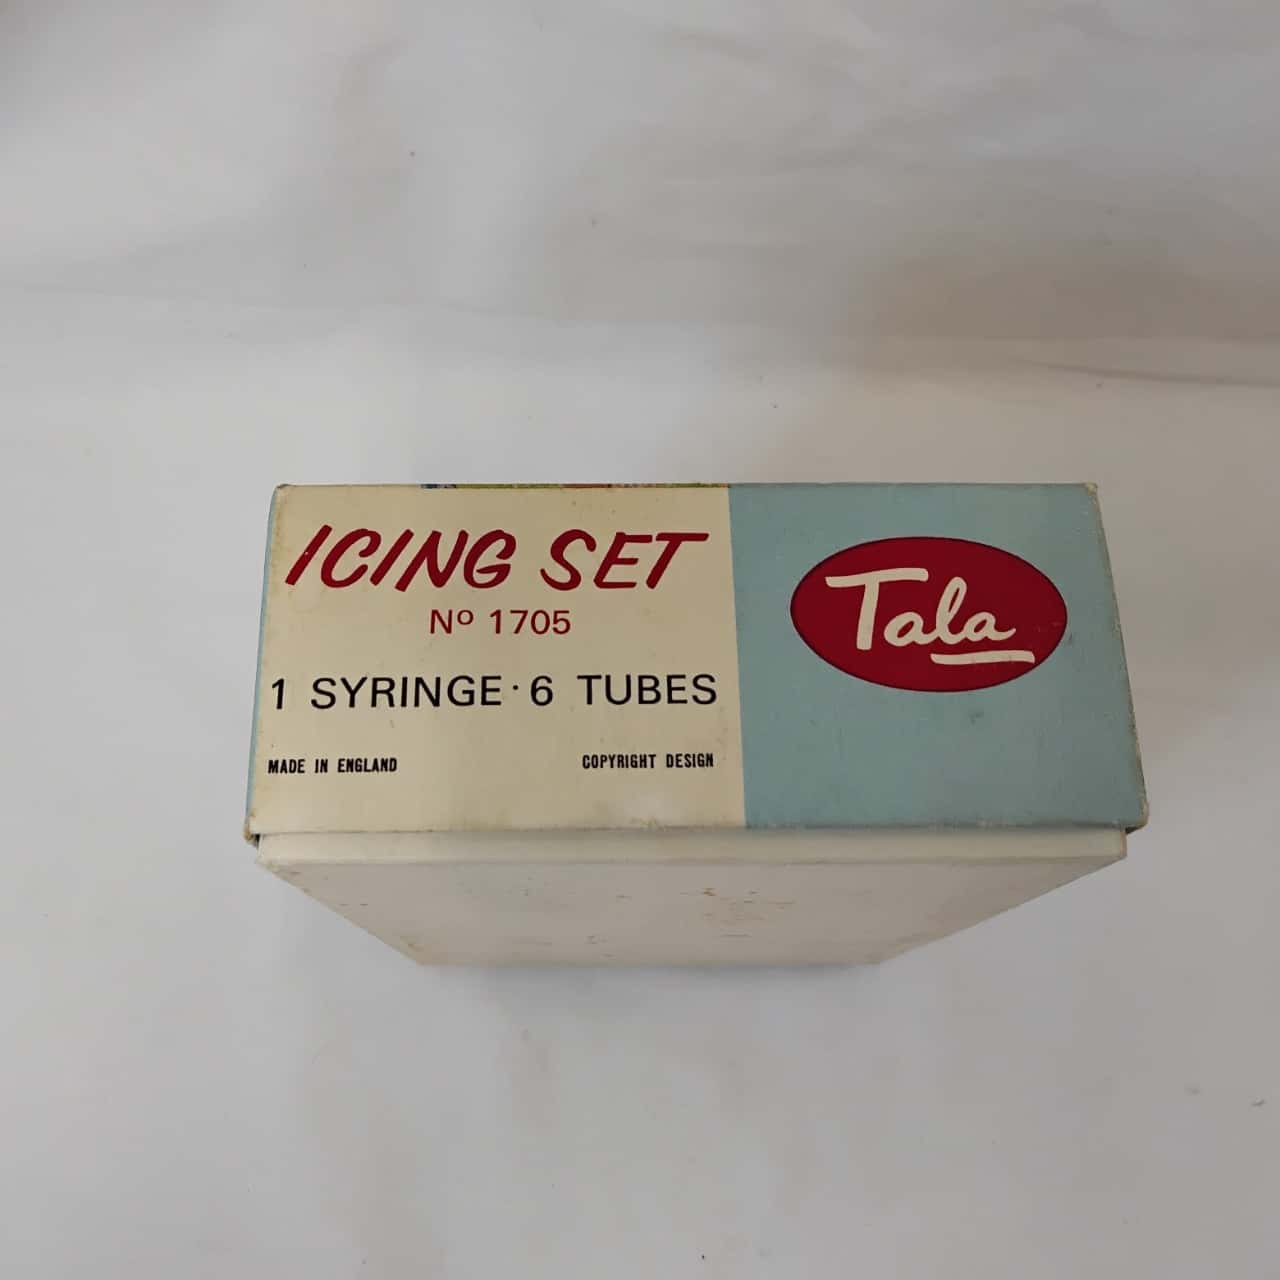 ICING SET
Nº 1705
1 SYRINGE · 6 TUBES
MADE IN ENGLAND
COPYRIGHT DESIGN
Tala